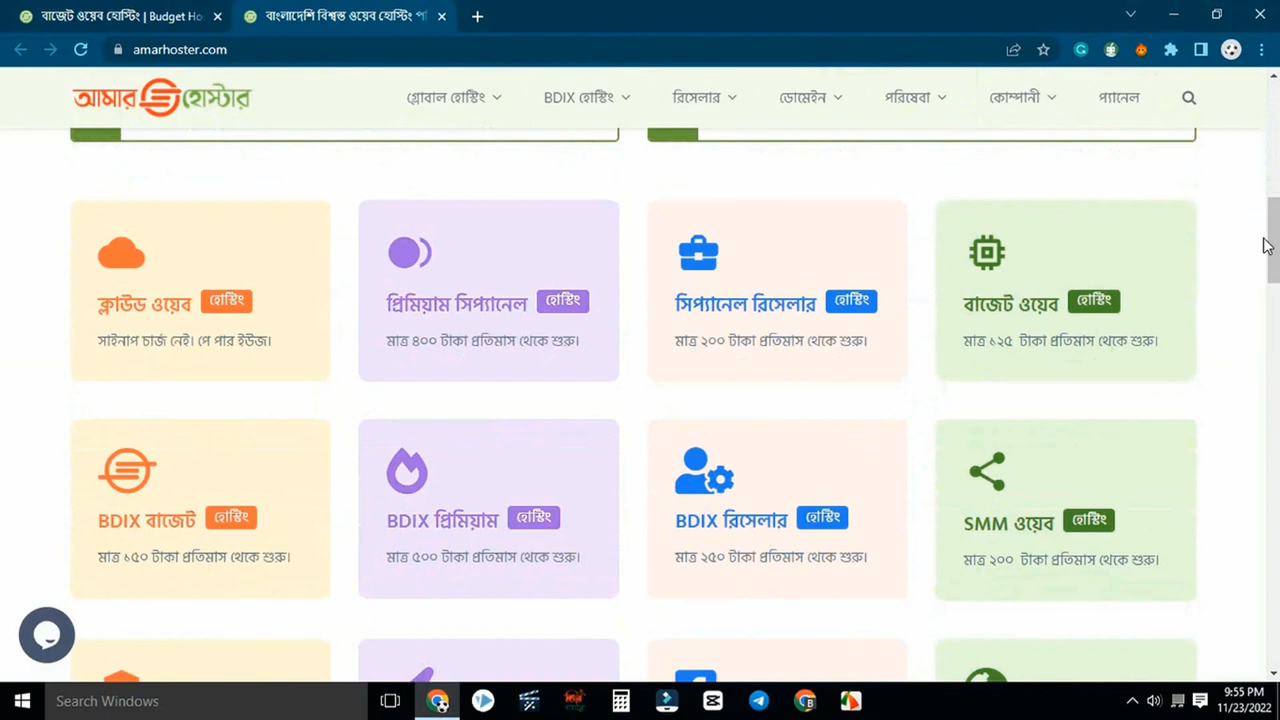 বাজেট ওয়েব হোস্টিং | Budget Ho
বাংলাদেশি বিশ্বস্ত ওয়েব হোস্টিং প
amarhoster.com
আমার হোস্টার
গ্লোবাল হোস্টিং
BDIX হোস্টিং
রিসেলার
ডোমেইন
পরিষেবা
কোম্পানী
প্যানেল
ক্লাউড ওয়েব হোস্টিং
সাইনাপ চার্জ নেই। পে পার ইউজ।
প্রিমিয়াম সিপ্যানেল হোস্টিং
মাত্র ৪০০ টাকা প্রতিমাস থেকে শুরু।
সিপ্যানেল রিসেলার হোস্টিং
মাত্র ২০০ টাকা প্রতিমাস থেকে শুরু।
বাজেট ওয়েব হোস্টিং
মাত্র ১২৫ টাকা প্রতিমাস থেকে শুরু।
BDIX বাজেট হোস্টিং
মাত্র ১৫০ টাকা প্রতিমাস থেকে শুরু।
BDIX প্রিমিয়াম হোস্টিং
মাত্র ৫০০ টাকা প্রতিমাস থেকে শুরু।
BDIX রিসেলার হোস্টিং
মাত্র ২৫০ টাকা প্রতিমাস থেকে শুরু।
SMM ওয়েব হোস্টিং
মাত্র ২০০ টাকা প্রতিমাস থেকে শুরু।
Search Windows
9:55 PM
11/23/2022